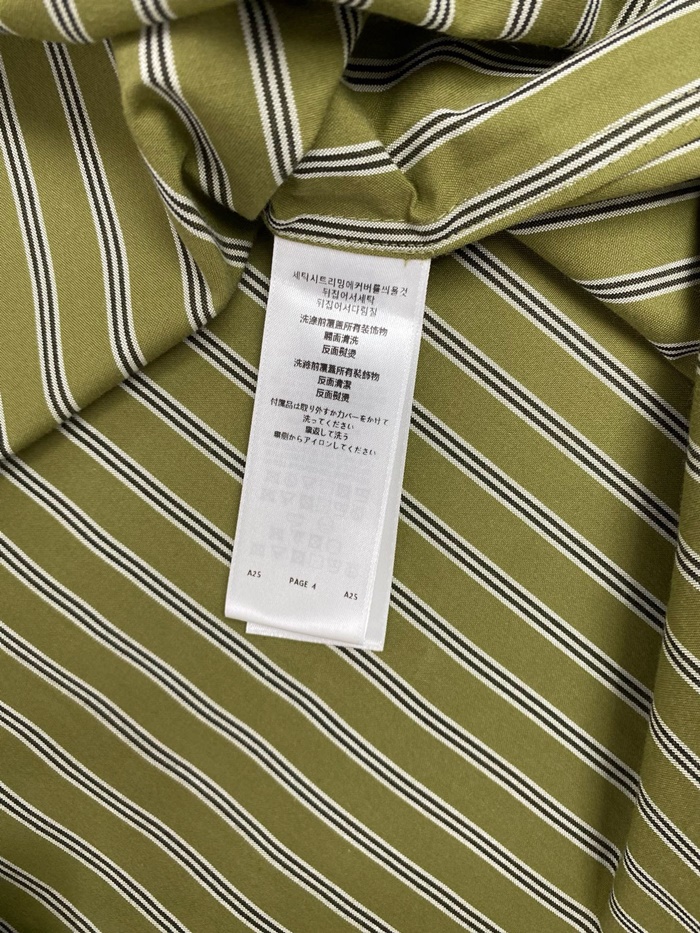 세탁시트리밍에커버를씌울것
뒤집어서세탁
뒤집어서다림질
洗涤前覆盖所有装饰物
翻面清洗
反面熨烫
洗滌前覆蓋所有裝飾物
反面清潔
反面熨燙
付属品は取り外すか力バーをかけて
洗ってください
裏返して洗う
裏側からアイロンしてください
A25 PAGE 4 A25